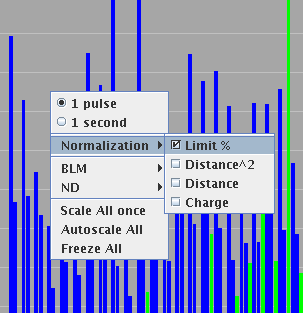 1 pulse
1 second
Normalization
BLM
ND
Scale All once
Autoscale All
Freeze All
Limit %
Distance^2
Distance
Charge